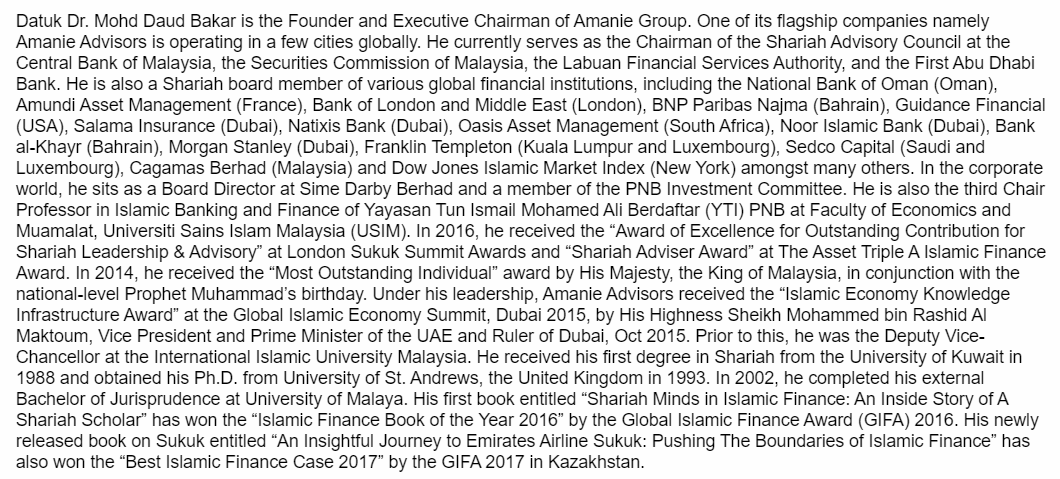 Datuk Dr. Mohd Daud Bakar is the Founder and Executive Chairman of Amanie Group. One of its flagship companies namely
Amanie Advisors is operating in a few cities globally. He currently serves as the Chairman of the Shariah Advisory Council at the
Central Bank of Malaysia, the Securities Commission of Malaysia, the Labuan Financial Services Authority, and the First Abu Dhabi
Bank. He is also a Shariah board member of various global financial institutions, including the National Bank of Oman (Oman),
Amundi Asset Management (France), Bank of London and Middle East (London), BNP Paribas Najma (Bahrain), Guidance Financial
(USA), Salama Insurance (Dubai), Natixis Bank (Dubai), Oasis Asset Management (South Africa), Noor Islamic Bank (Dubai), Bank
al-Khayr (Bahrain), Morgan Stanley (Dubai), Franklin Templeton (Kuala Lumpur and Luxembourg), Sedco Capital (Saudi and
Luxembourg), Cagamas Berhad (Malaysia) and Dow Jones Islamic Market Index (New York) amongst many others. In the corporate
world, he sits as a Board Director at Sime Darby Berhad and a member of the PNB Investment Committee. He is also the third Chair
Professor in Islamic Banking and Finance of Yayasan Tun Ismail Mohamed Ali Berdaftar (YTI) PNB at Faculty of Economics and
Muamalat, Universiti Sains Islam Malaysia (USIM). In 2016, he received the “Award of Excellence for Outstanding Contribution for
Shariah Leadership & Advisory” at London Sukuk Summit Awards and “Shariah Adviser Award” at The Asset Triple A Islamic Finance
Award. In 2014, he received the “Most Outstanding Individual” award by His Majesty, the King of Malaysia, in conjunction with the
national-level Prophet Muhammad’s birthday. Under his leadership, Amanie Advisors received the “Islamic Economy Knowledge
Infrastructure Award” at the Global Islamic Economy Summit, Dubai 2015, by His Highness Sheikh Mohammed bin Rashid Al
Maktoum, Vice President and Prime Minister of the UAE and Ruler of Dubai, Oct 2015. Prior to this, he was the Deputy Vice-
Chancellor at the International Islamic University Malaysia. He received his first degree in Shariah from the University of Kuwait in
1988 and obtained his Ph.D. from University of St. Andrews, the United Kingdom in 1993. In 2002, he completed his external
Bachelor of Jurisprudence at University of Malaya. His first book entitled “Shariah Minds in Islamic Finance: An Inside Story of A
Shariah Scholar” has won the “Islamic Finance Book of the Year 2016” by the Global Islamic Finance Award (GIFA) 2016. His newly
released book on Sukuk entitled “An Insightful Journey to Emirates Airline Sukuk: Pushing The Boundaries of Islamic Finance” has
also won the “Best Islamic Finance Case 2017” by the GIFA 2017 in Kazakhstan.